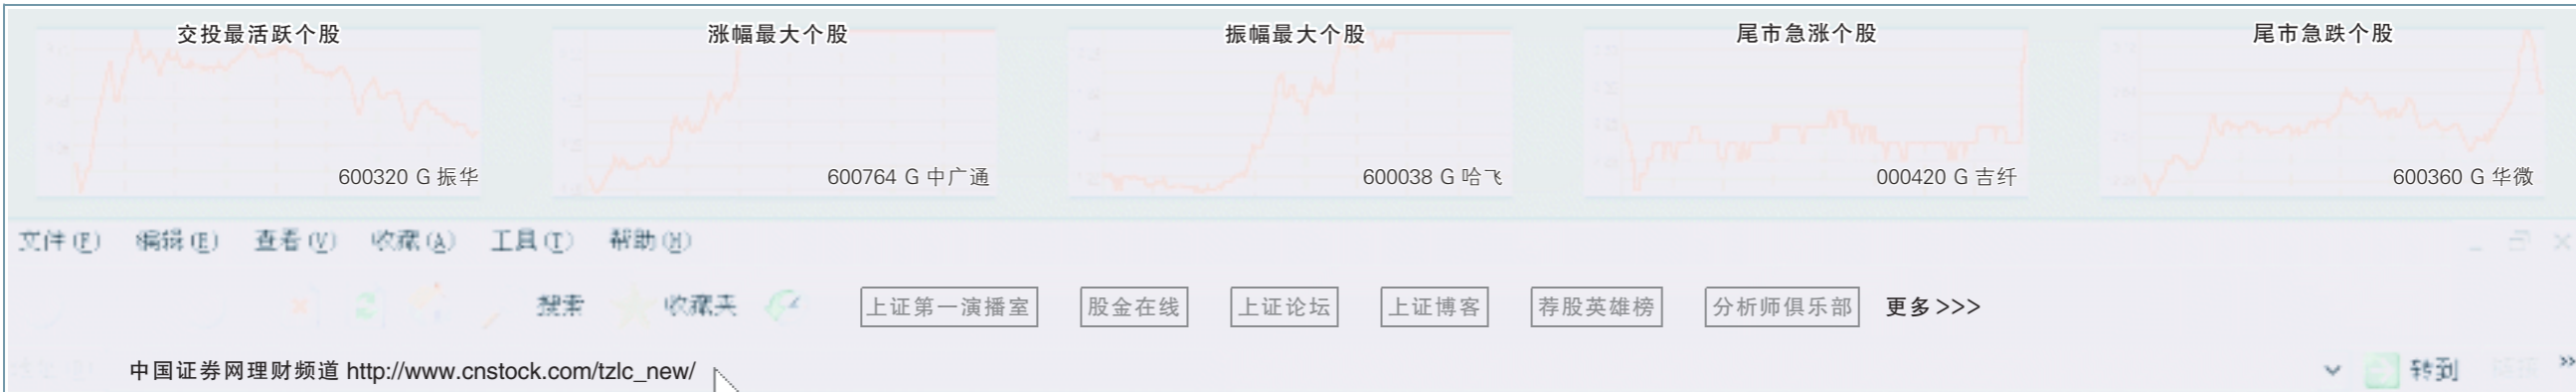 交投最活跃个股
涨幅最大个股
振幅最大个股
尾市急涨个股
尾市急跌个股
600320 G 振华
600764 G 中广通
600038 G 哈飞
000420 G 吉纤
600360 G 华微
文件(F) 编辑(E) 查看(V) 收藏(A) 工具(T) 帮助(H)
搜索 收藏夹 上证第一演播室 股金在线 上证论坛 上证博客 荐股英雄榜 分析师俱乐部 更多>>>
中国证券网理财频道 http://www.cnstock.com/tzlc_new/ 转到 链接 »